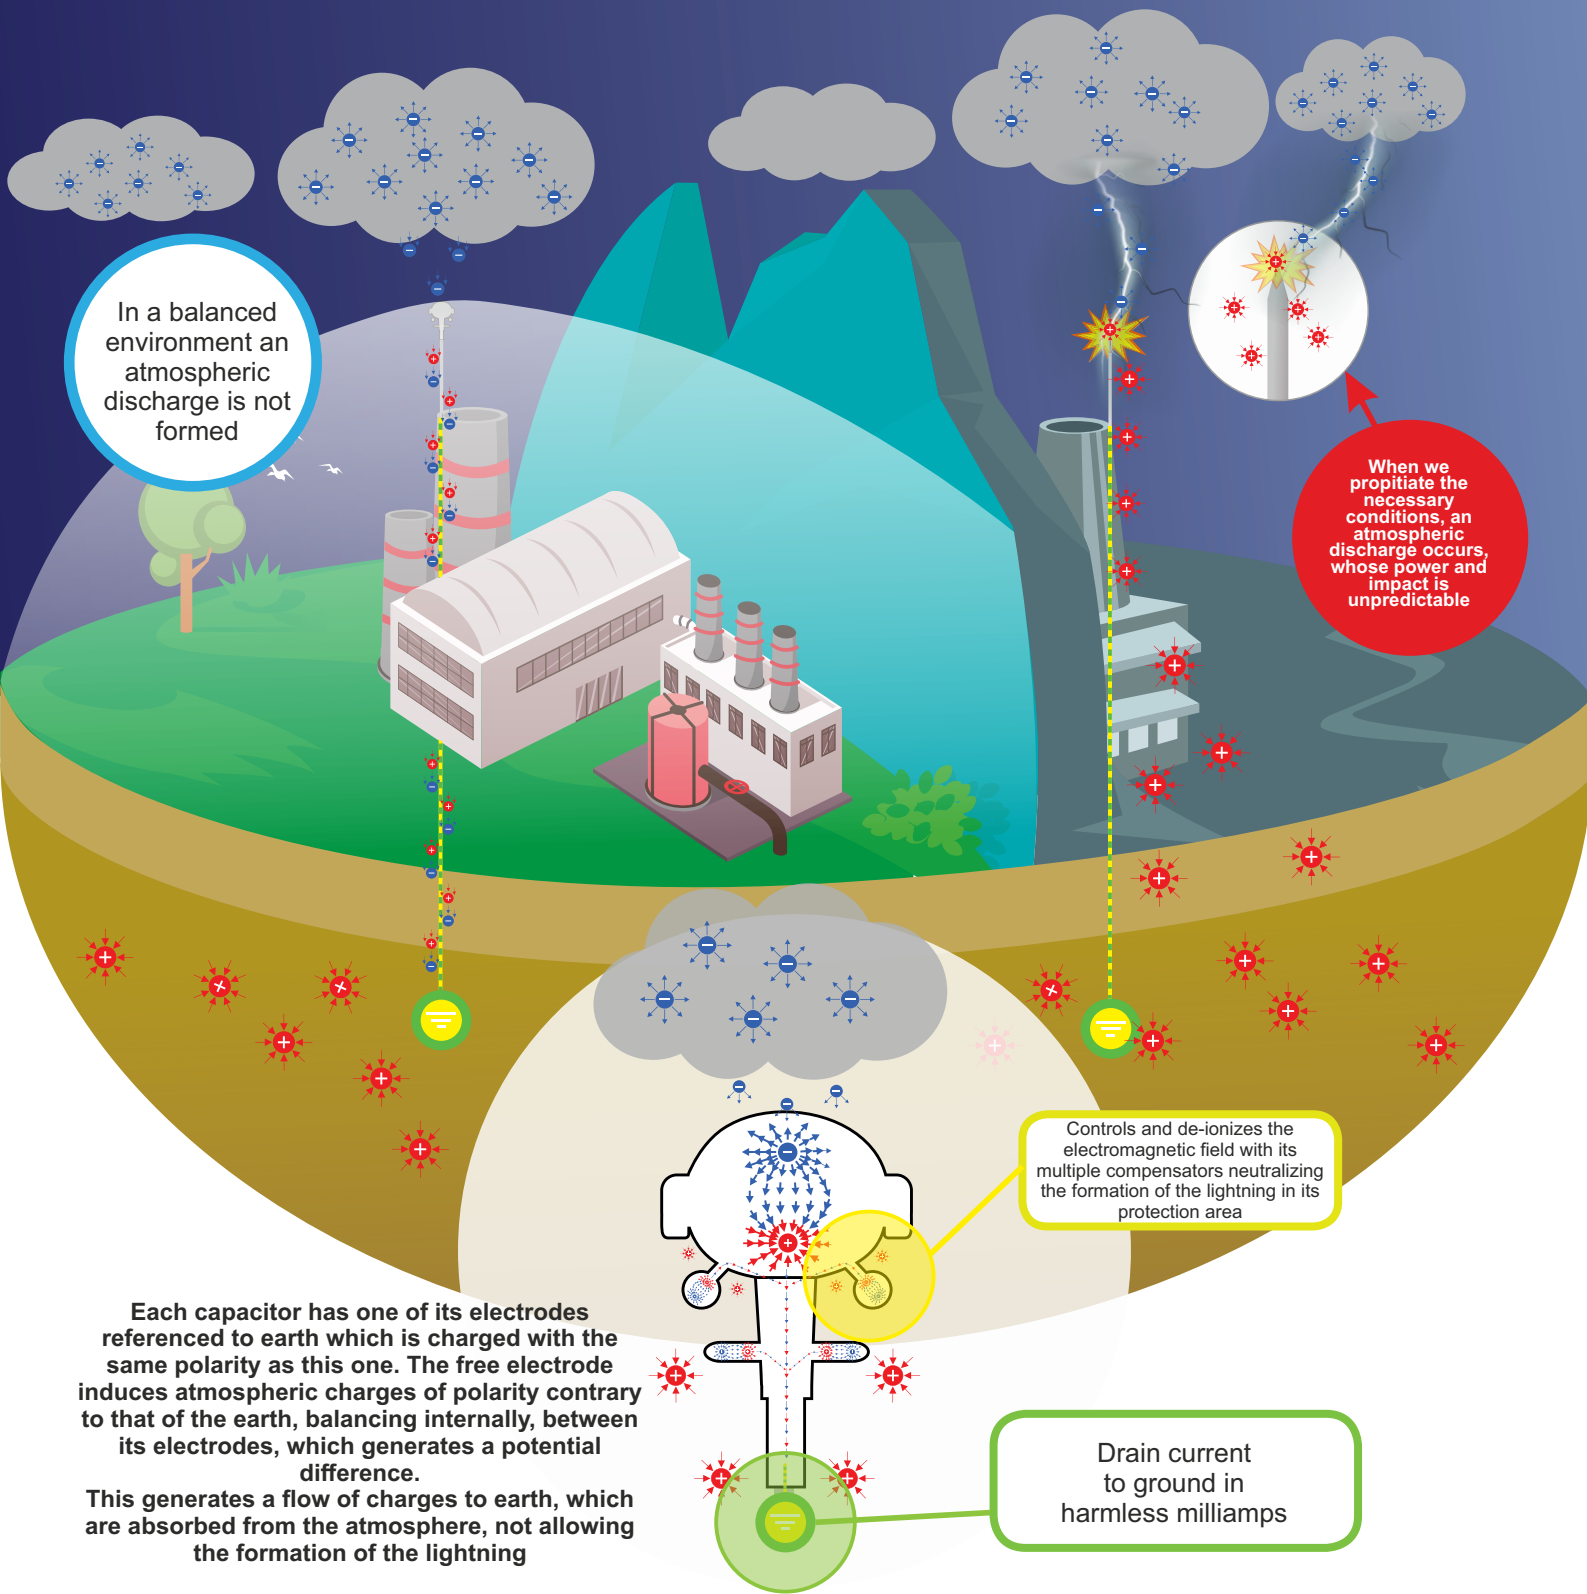 In a balanced
environment an
atmospheric
discharge is not
formed
When we
propitiate the
necessary
conditions, an
atmospheric
discharge occurs,
whose power and
impact is
unpredictable
Controls and de-ionizes the
electromagnetic field with its
multiple compensators neutralizing
the formation of the lightning in its
protection area
Each capacitor has one of its electrodes
referenced to earth which is charged with the
same polarity as this one. The free electrode
induces atmospheric charges of polarity contrary
to that of the earth, balancing internally, between
its electrodes, which generates a potential
difference.
This generates a flow of charges to earth, which
are absorbed from the atmosphere, not allowing
the formation of the lightning
Drain current
to ground in
harmless milliamps